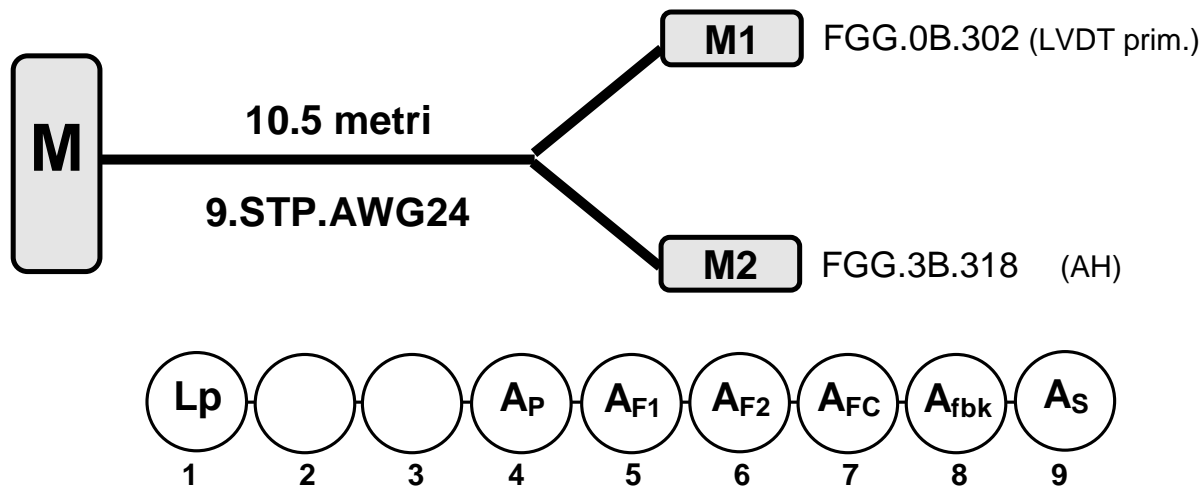 M1 FGG.0B.302 (LVDT prim.)
M
10.5 metri
9.STP.AWG24
M2 FGG.3B.318 (AH)
Lp AP AF1 AF2 AFC Afbk AS
1 2 3 4 5 6 7 8 9